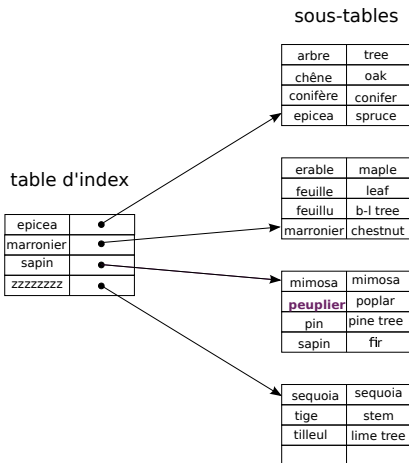 sous-tables
arbre tree
chêne oak
conifère conifer
epicea spruce
erable maple
feuille leaf
feuillu b-l tree
marronier chestnut
table d'index
epicea
marronier
sapin
zzzzzzzz
mimosa mimosa
peuplier poplar
pin pine tree
sapin fir
sequoia sequoia
tige stem
tilleul lime tree